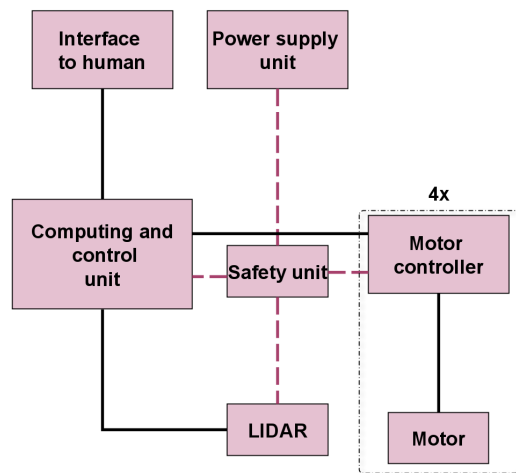 Interface
to human
Power supply
unit
4x
Computing and
control
unit
Safety unit
Motor
controller
LIDAR
Motor